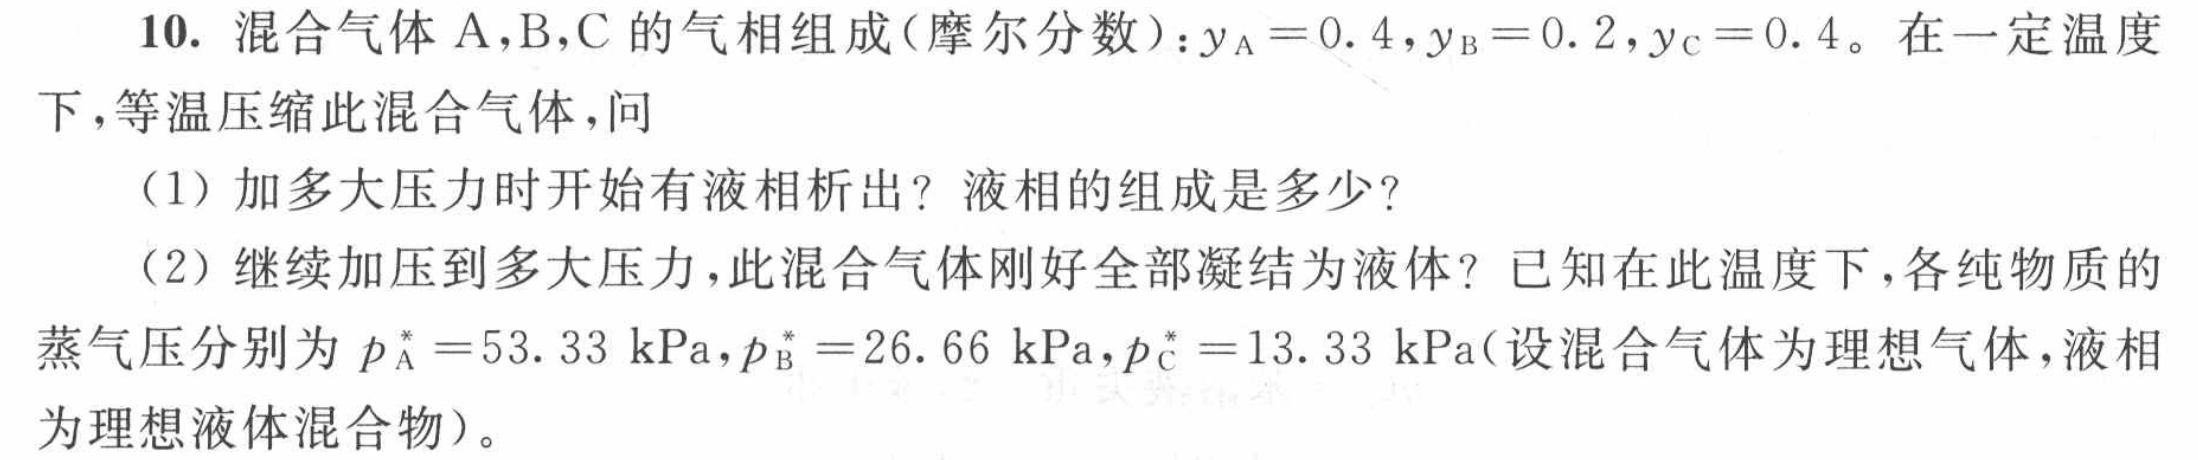 10. 混合气体 A,B,C 的气相组成(摩尔分数):y_A=0.4,y_B=0.2,y_C=0.4。在一定温度
下,等温压缩此混合气体,问
(1) 加多大压力时开始有液相析出? 液相的组成是多少?
(2) 继续加压到多大压力,此混合气体刚好全部凝结为液体? 已知在此温度下,各纯物质的
蒸气压分别为 p_A^*=53.33 kPa,p_B^*=26.66 kPa,p_C^*=13.33 kPa(设混合气体为理想气体,液相
为理想液体混合物)。